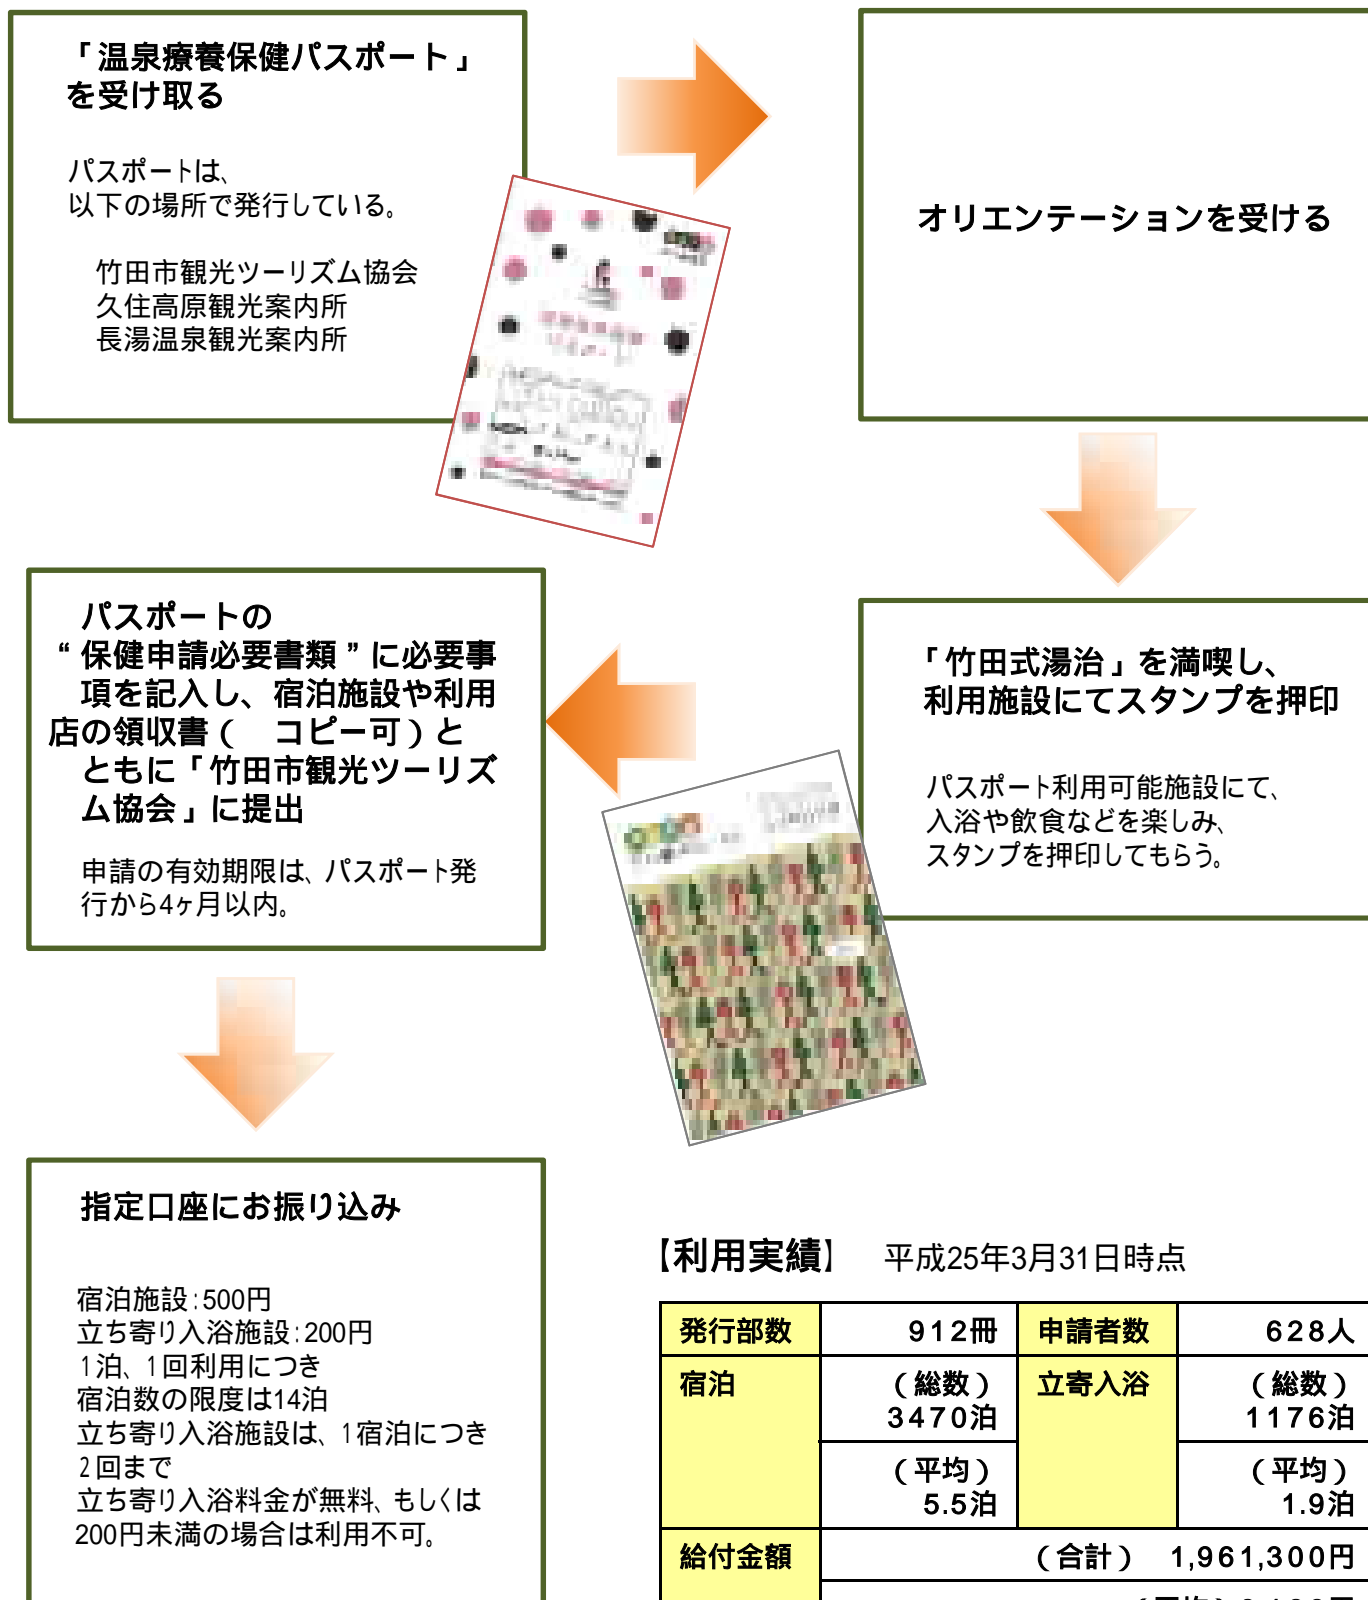 「温泉療養保健パスポート」
を受け取る
パスポートは、
以下の場所で発行している。
竹田市観光ツーリズム協会
久住高原観光案内所
長湯温泉観光案内所
オリエンテーションを受ける
「竹田式湯治」を満喫し、
利用施設にてスタンプを押印
パスポート利用可能施設にて、
入浴や飲食などを楽しみ、
スタンプを押印してもらう。
パスポートの
“保健申請必要書類”に必要事
項を記入し、宿泊施設や利用
店の領収書（　コピー可）と
ともに「竹田市観光ツーリズ
ム協会」に提出
申請の有効期限は、パスポート発
行から4ヶ月以内。
指定口座にお振り込み
宿泊施設：500円
立ち寄り入浴施設：200円
1泊、1回利用につき
宿泊数の限度は14泊
立ち寄り入浴施設は、1宿泊につき
2回まで
立ち寄り入浴料金が無料、もしくは
200円未満の場合は利用不可。
【利用実績】　平成25年3月31日時点
発行部数　912冊　申請者数　628人
宿泊　（総数）　立寄入浴　（総数）
3470泊　1176泊
（平均）　（平均）
5.5泊　1.9泊
給付金額　（合計）　1,961,300円